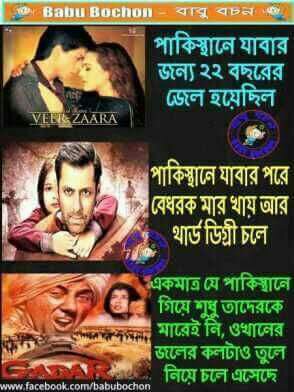 Babu Bochon - বাবু বচন
পাকিস্থানে যাবার
জন্য ২২ বছরের
জেল হয়েছিল
VEER ZAARA
পাকিস্থানে যাবার পরে
বেধরক মার খায় আর
থার্ড ডিগ্রী চলে
একমাত্র যে পাকিস্থানে
গিয়ে শুধু তাদেরকে
মারেই নি, ওখানের
জলের কলটাও তুলে
নিয়ে চলে এসেছে
GADAR
www.facebook.com/babubochon